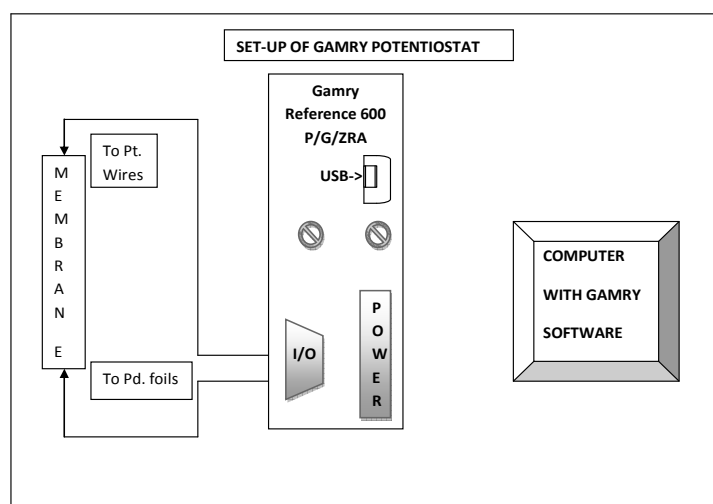 SET-UP OF GAMRY POTENTIOSTAT
Gamry
Reference 600
P/G/ZRA
USB->
To Pt.
Wires
M
E
M
B
R
A
N
E
To Pd. foils
I/O
P
O
W
E
R
COMPUTER
WITH GAMRY
SOFTWARE